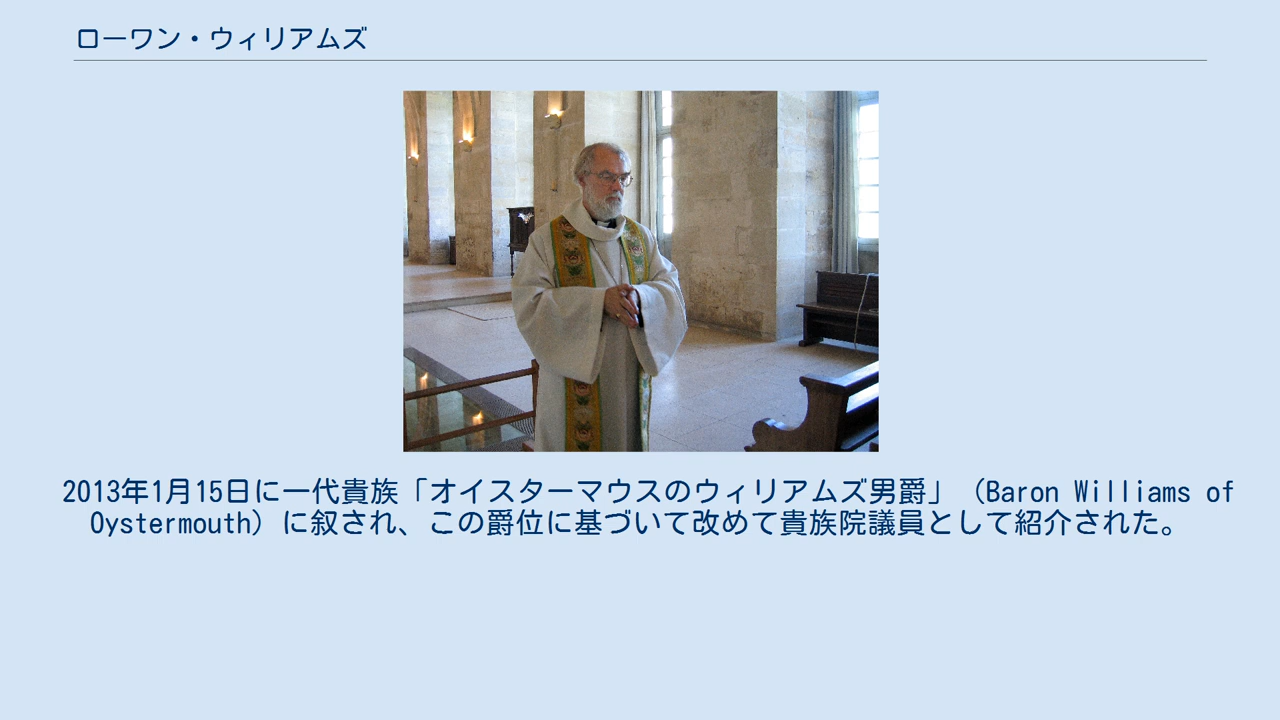 ローワン・ウィリアムズ
2013年1月15日に一代貴族「オイスターマウスのウィリアムズ男爵」（Baron Williams of
Oystermouth）に叙され、この爵位に基づいて改めて貴族院議員として紹介された。